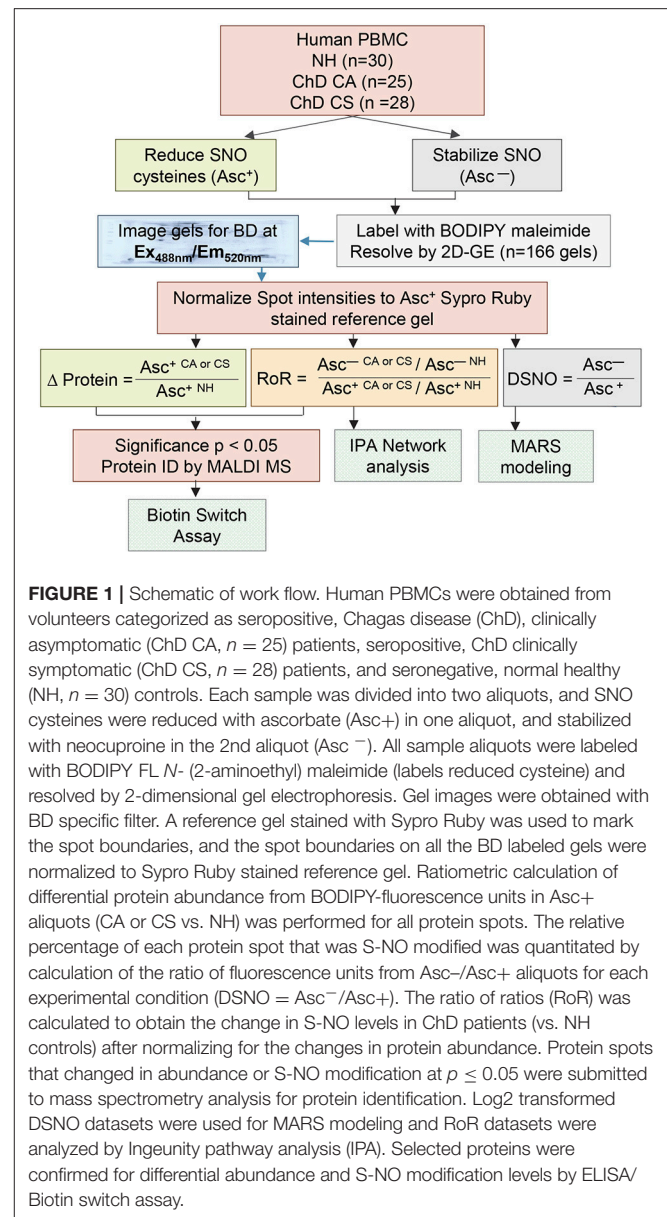 Human PBMC
NH (n=30)
ChD CA (n=25)
ChD CS (n =28)
Reduce SNO
cysteines (Asc⁺)
Stabilize SNO
(Asc⁻)
Image gels for BD at
Ex488nm/Em520nm
Label with BODIPY maleimide
Resolve by 2D-GE (n=166 gels)
Normalize Spot intensities to Asc⁺ Sypro Ruby
stained reference gel
Δ Protein = Asc⁺ CA or CS / Asc⁺ NH
RoR = Asc⁻ CA or CS / Asc⁻ NH
Asc⁺ CA or CS / Asc⁺ NH
DSNO = Asc⁻ / Asc⁺
Significance p < 0.05
Protein ID by MALDI MS
IPA Network
analysis
MARS
modeling
Biotin Switch
Assay
FIGURE 1 | Schematic of work flow. Human PBMCs were obtained from
volunteers categorized as seropositive, Chagas disease (ChD), clinically
asymptomatic (ChD CA, n = 25) patients, seropositive, ChD clinically
symptomatic (ChD CS, n = 28) patients, and seronegative, normal healthy
(NH, n = 30) controls. Each sample was divided into two aliquots, and SNO
cysteines were reduced with ascorbate (Asc+) in one aliquot, and stabilized
with neocuproine in the 2nd aliquot (Asc ⁻). All sample aliquots were labeled
with BODIPY FL N- (2-aminoethyl) maleimide (labels reduced cysteine) and
resolved by 2-dimensional gel electrophoresis. Gel images were obtained with
BD specific filter. A reference gel stained with Sypro Ruby was used to mark
the spot boundaries, and the spot boundaries on all the BD labeled gels were
normalized to Sypro Ruby stained reference gel. Ratiometric calculation of
differential protein abundance from BODIPY-fluorescence units in Asc+
aliquots (CA or CS vs. NH) was performed for all protein spots. The relative
percentage of each protein spot that was S-NO modified was quantitated by
calculation of the ratio of fluorescence units from Asc–/Asc+ aliquots for each
experimental condition (DSNO = Asc⁻/Asc+). The ratio of ratios (RoR) was
calculated to obtain the change in S-NO levels in ChD patients (vs. NH
controls) after normalizing for the changes in protein abundance. Protein spots
that changed in abundance or S-NO modification at p ≤ 0.05 were submitted
to mass spectrometry analysis for protein identification. Log2 transformed
DSNO datasets were used for MARS modeling and RoR datasets were
analyzed by Ingeunity pathway analysis (IPA). Selected proteins were
confirmed for differential abundance and S-NO modification levels by ELISA/
Biotin switch assay.